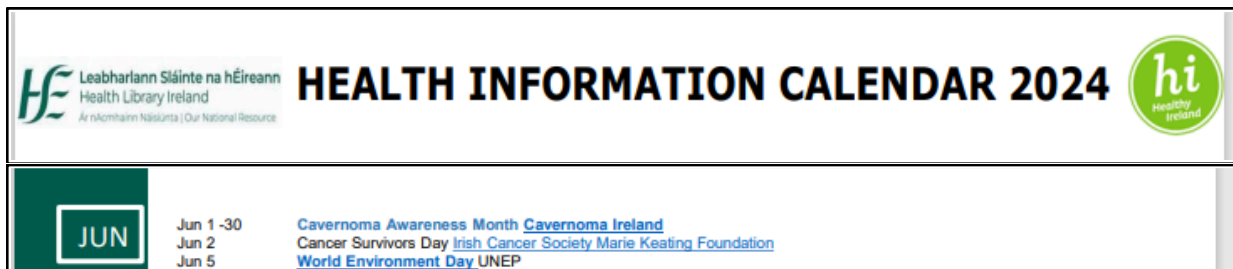 Leabharlann Sláinte na hÉireann
Health Library Ireland
Ár nAcmhainn Náisiúnta | Our National Resource
HEALTH INFORMATION CALENDAR 2024
hi
Healthy
Ireland
JUN
Jun 1 -30 Cavernoma Awareness Month Cavernoma Ireland
Jun 2 Cancer Survivors Day Irish Cancer Society Marie Keating Foundation
Jun 5 World Environment Day UNEP